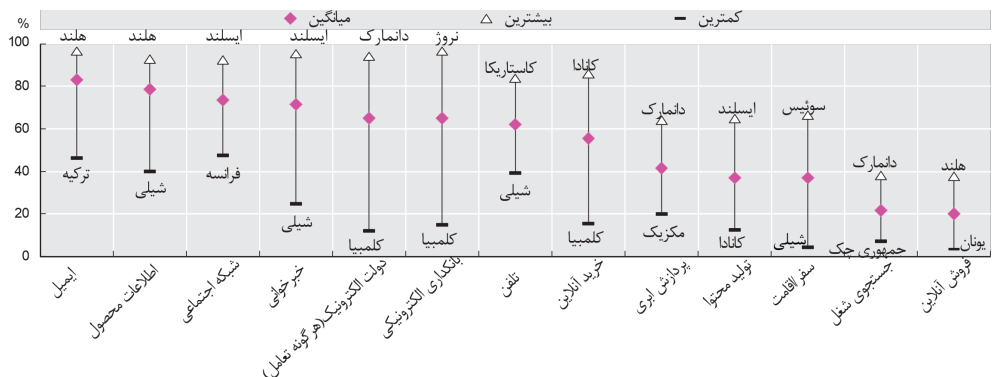 میانگین بیشترین کمترین
%
100
80
60
40
20
0
هلند هلند ایسلند ایسلند دانمارک نروژ کاستاریکا کانادا دانمارک ایسلند سوئیس دانمارک هلند
ترکیه شیلی فرانسه شیلی کلمبیا کلمبیا شیلی کلمبیا مکزیک کانادا شیلی جمهوری چک یونان
ایمیل
اطلاعات محصول
شبکه اجتماعی
خبرخوانی
دولت الکترونیک(هرگونه تعامل)
بانکداری الکترونیکی
تلفن
خرید آنلاین
پردازش ابری
تولید محتوا
سفر/اقامت
جستجوی شغل
فروش آنلاین